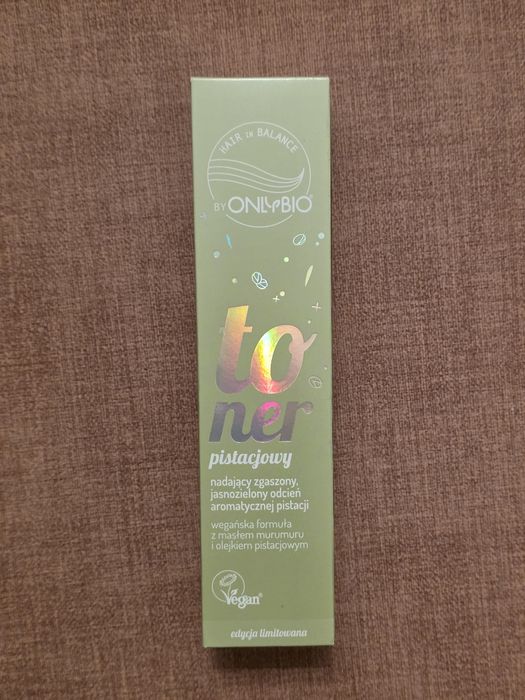 HAIR IN BALANCE
BY ONLYBIO®
to
ner
pistacjowy
nadający zgaszony,
jasnozielony odcień
aromatycznej pistacji
wegańska formuła
z masłem murumuru
i olejkiem pistacjowym
Vegan®
edycja limitowana